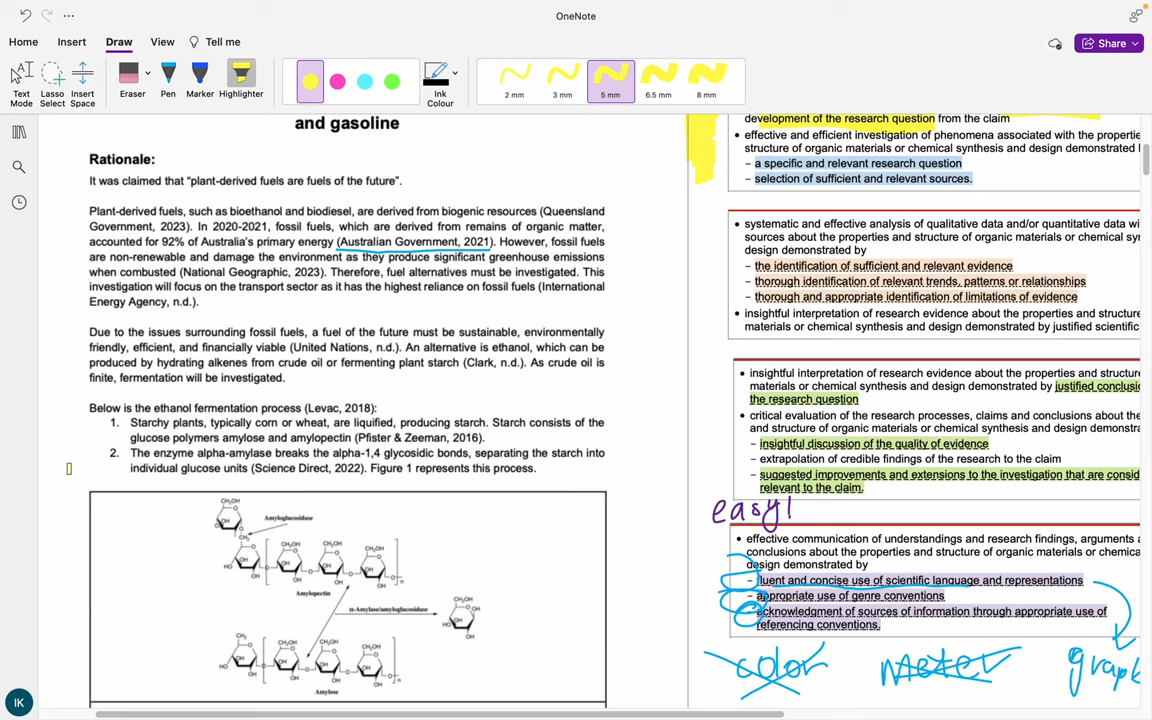 OneNote
Home Insert Draw View Tell me
Share
Text Mode
Lasso Select
Insert Space
Eraser
Pen
Marker
Highlighter
Ink Colour
2 mm
3 mm
5 mm
6.5 mm
8 mm
and gasoline
Rationale:
It was claimed that “plant-derived fuels are fuels of the future”.
Plant-derived fuels, such as bioethanol and biodiesel, are derived from biogenic resources (Queensland
Government, 2023). In 2020-2021, fossil fuels, which are derived from remains of organic matter,
accounted for 92% of Australia's primary energy (Australian Government, 2021). However, fossil fuels
are non-renewable and damage the environment as they produce significant greenhouse emissions
when combusted (National Geographic, 2023). Therefore, fuel alternatives must be investigated. This
investigation will focus on the transport sector as it has the highest reliance on fossil fuels (International
Energy Agency, n.d.).
Due to the issues surrounding fossil fuels, a fuel of the future must be sustainable, environmentally
friendly, efficient, and financially viable (United Nations, n.d.). An alternative is ethanol, which can be
produced by hydrating alkenes from crude oil or fermenting plant starch (Clark, n.d.). As crude oil is
finite, fermentation will be investigated.
Below is the ethanol fermentation process (Levac, 2018):
1. Starchy plants, typically corn or wheat, are liquified, producing starch. Starch consists of the
glucose polymers amylose and amylopectin (Pfister & Zeeman, 2016).
2. The enzyme alpha-amylase breaks the alpha-1,4 glycosidic bonds, separating the starch into
individual glucose units (Science Direct, 2022). Figure 1 represents this process.
Amyloglucosidase
Amylopectin
α-Amylase/amyloglucosidase
Amylose
development of the research question from the claim
• effective and efficient investigation of phenomena associated with the propertie
structure of organic materials or chemical synthesis and design demonstrated
– a specific and relevant research question
– selection of sufficient and relevant sources.
• systematic and effective analysis of qualitative data and/or quantitative data wi
sources about the properties and structure of organic materials or chemical sy
design demonstrated by
– the identification of sufficient and relevant evidence
– thorough identification of relevant trends, patterns or relationships
– thorough and appropriate identification of limitations of evidence
• insightful interpretation of research evidence about the properties and structure
materials or chemical synthesis and design demonstrated by justified scientific
• insightful interpretation of research evidence about the properties and structur
materials or chemical synthesis and design demonstrated by justified conclusio
the research question
• critical evaluation of the research processes, claims and conclusions about the
and structure of organic materials or chemical synthesis and design demonstra
– insightful discussion of the quality of evidence
– extrapolation of credible findings of the research to the claim
– suggested improvements and extensions to the investigation that are consid
relevant to the claim.
easy!
• effective communication of understandings and research findings, arguments a
conclusions about the properties and structure of organic materials or chemica
design demonstrated by
– fluent and concise use of scientific language and representations
– appropriate use of genre conventions
– acknowledgment of sources of information through appropriate use of
referencing conventions.
color
meter
graph
IK